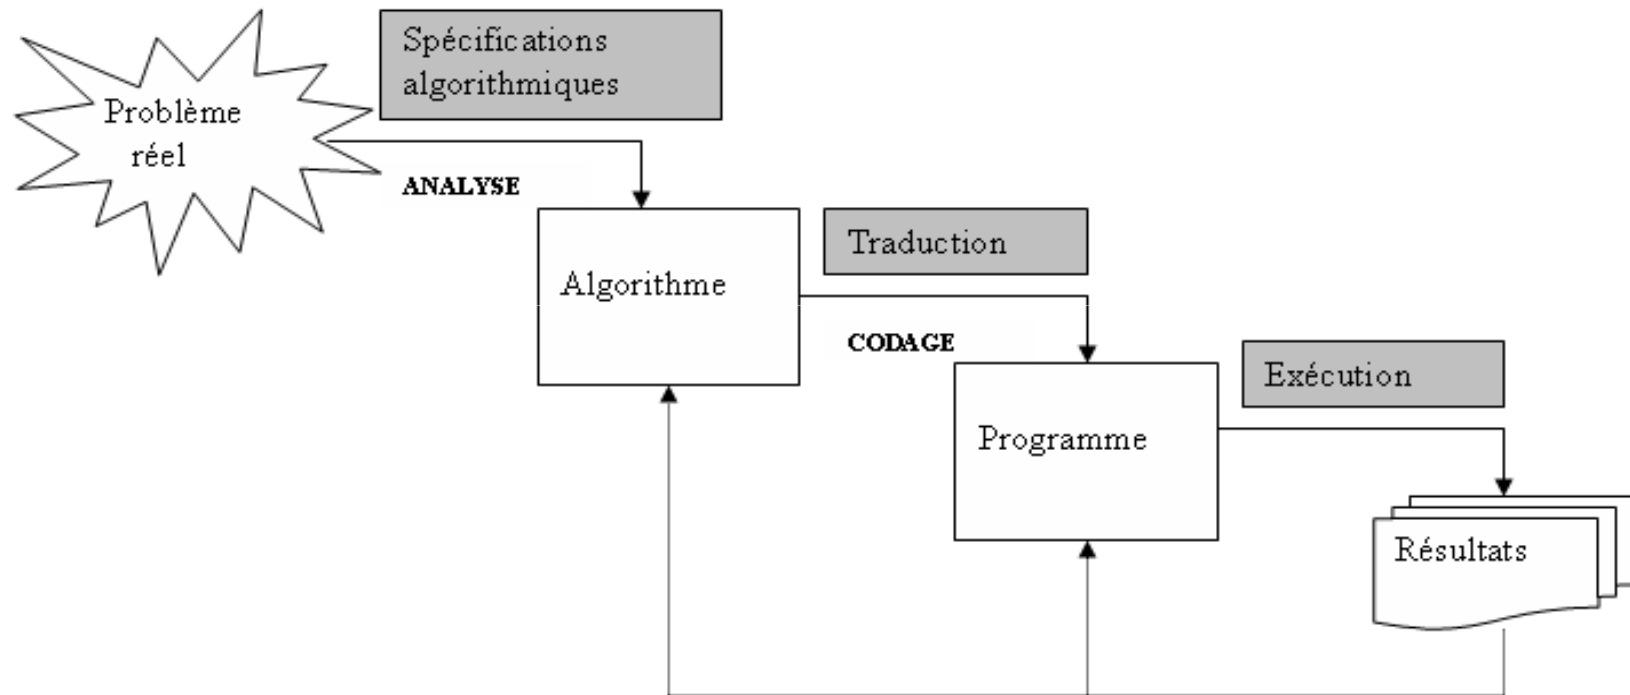 Spécifications
algorithmiques
Problème
réel
ANALYSE
Traduction
Algorithme
CODAGE
Exécution
Programme
Résultats